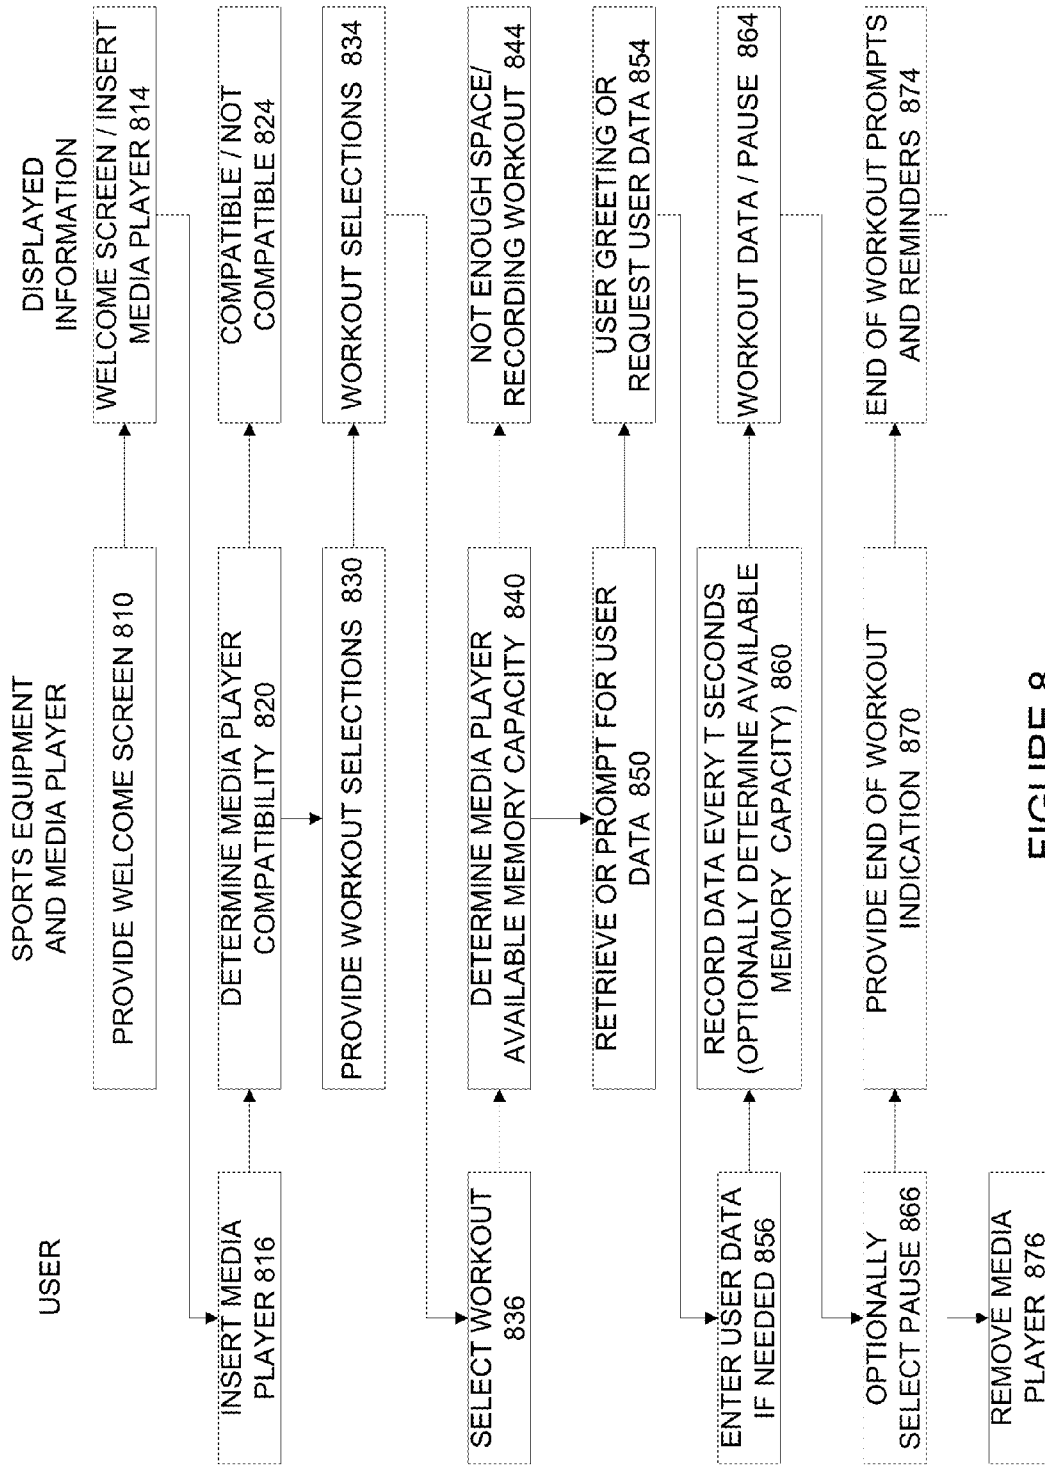 USER
SPORTS EQUIPMENT
AND MEDIA PLAYER
DISPLAYED
INFORMATION
PROVIDE WELCOME SCREEN 810
WELCOME SCREEN / INSERT
MEDIA PLAYER 814
INSERT MEDIA
PLAYER 816
DETERMINE MEDIA PLAYER
COMPATIBILITY 820
COMPATIBLE / NOT
COMPATIBLE 824
PROVIDE WORKOUT SELECTIONS 830
WORKOUT SELECTIONS 834
SELECT WORKOUT
836
DETERMINE MEDIA PLAYER
AVAILABLE MEMORY CAPACITY 840
NOT ENOUGH SPACE/
RECORDING WORKOUT 844
RETRIEVE OR PROMPT FOR USER
DATA 850
USER GREETING OR
REQUEST USER DATA 854
ENTER USER DATA
IF NEEDED 856
RECORD DATA EVERY T SECONDS
(OPTIONALLY DETERMINE AVAILABLE
MEMORY CAPACITY) 860
WORKOUT DATA / PAUSE 864
OPTIONALLY
SELECT PAUSE 866
PROVIDE END OF WORKOUT
INDICATION 870
END OF WORKOUT PROMPTS
AND REMINDERS 874
REMOVE MEDIA
PLAYER 876
FIGURE 8